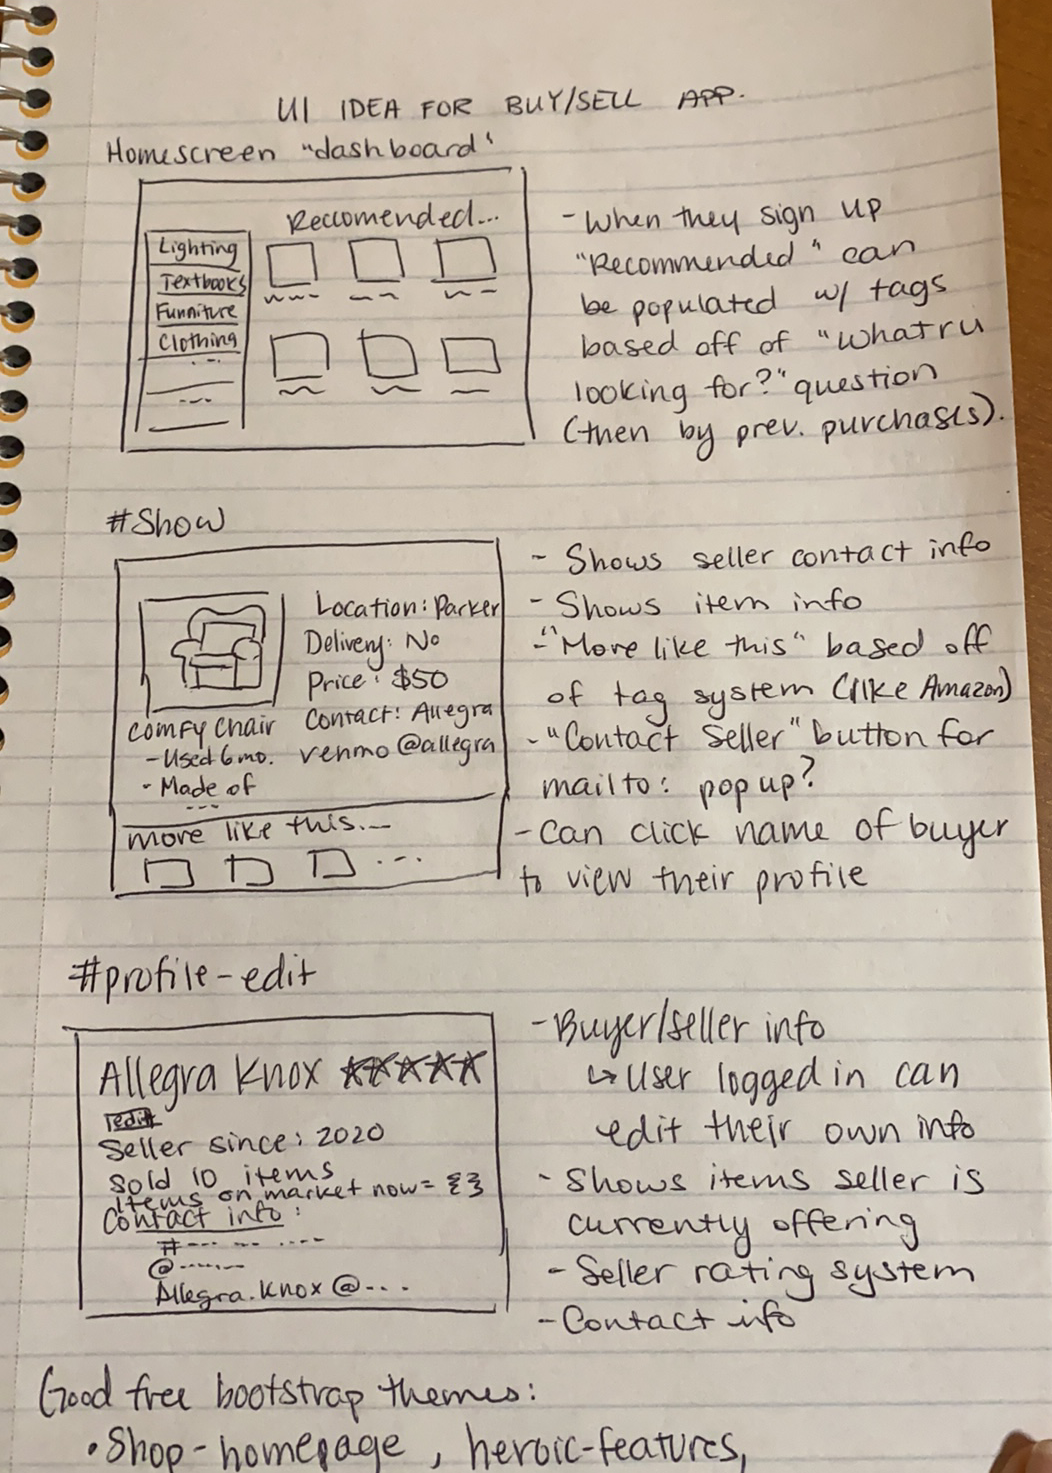 UI IDEA FOR BUY/SELL APP.
Homescreen "dashboard"
Reccomended...
Lighting
Textbooks
Funniture
Clothing
- When they sign up
"Recommended" can
be populated w/ tags
based off of "what r u
looking for?" question
(then by prev. purchases).
#Show
Location: Parker
Delivery: No
Price: $50
Contact: Allegra
venmo @allegra
comfy chair
- Used 6 mo.
- Made of
---
more like this...
- Shows seller contact info
- Shows item info
- "More like this" based off
of tag system (like Amazon)
- "Contact Seller" button for
mailto: pop up?
- Can click name of buyer
to view their profile
#profile-edit
Allegra Knox ★★★★★
edit
Seller since: 2020
Sold 10 items
Items on market now = {}
Contact info:
#--- -- ----
@------
Allegra.Knox@---
- Buyer/seller info
↳ User logged in can
edit their own info
- Shows items seller is
currently offering
- Seller rating system
- Contact info
Good free bootstrap themes:
• Shop-homepage, heroic-features,